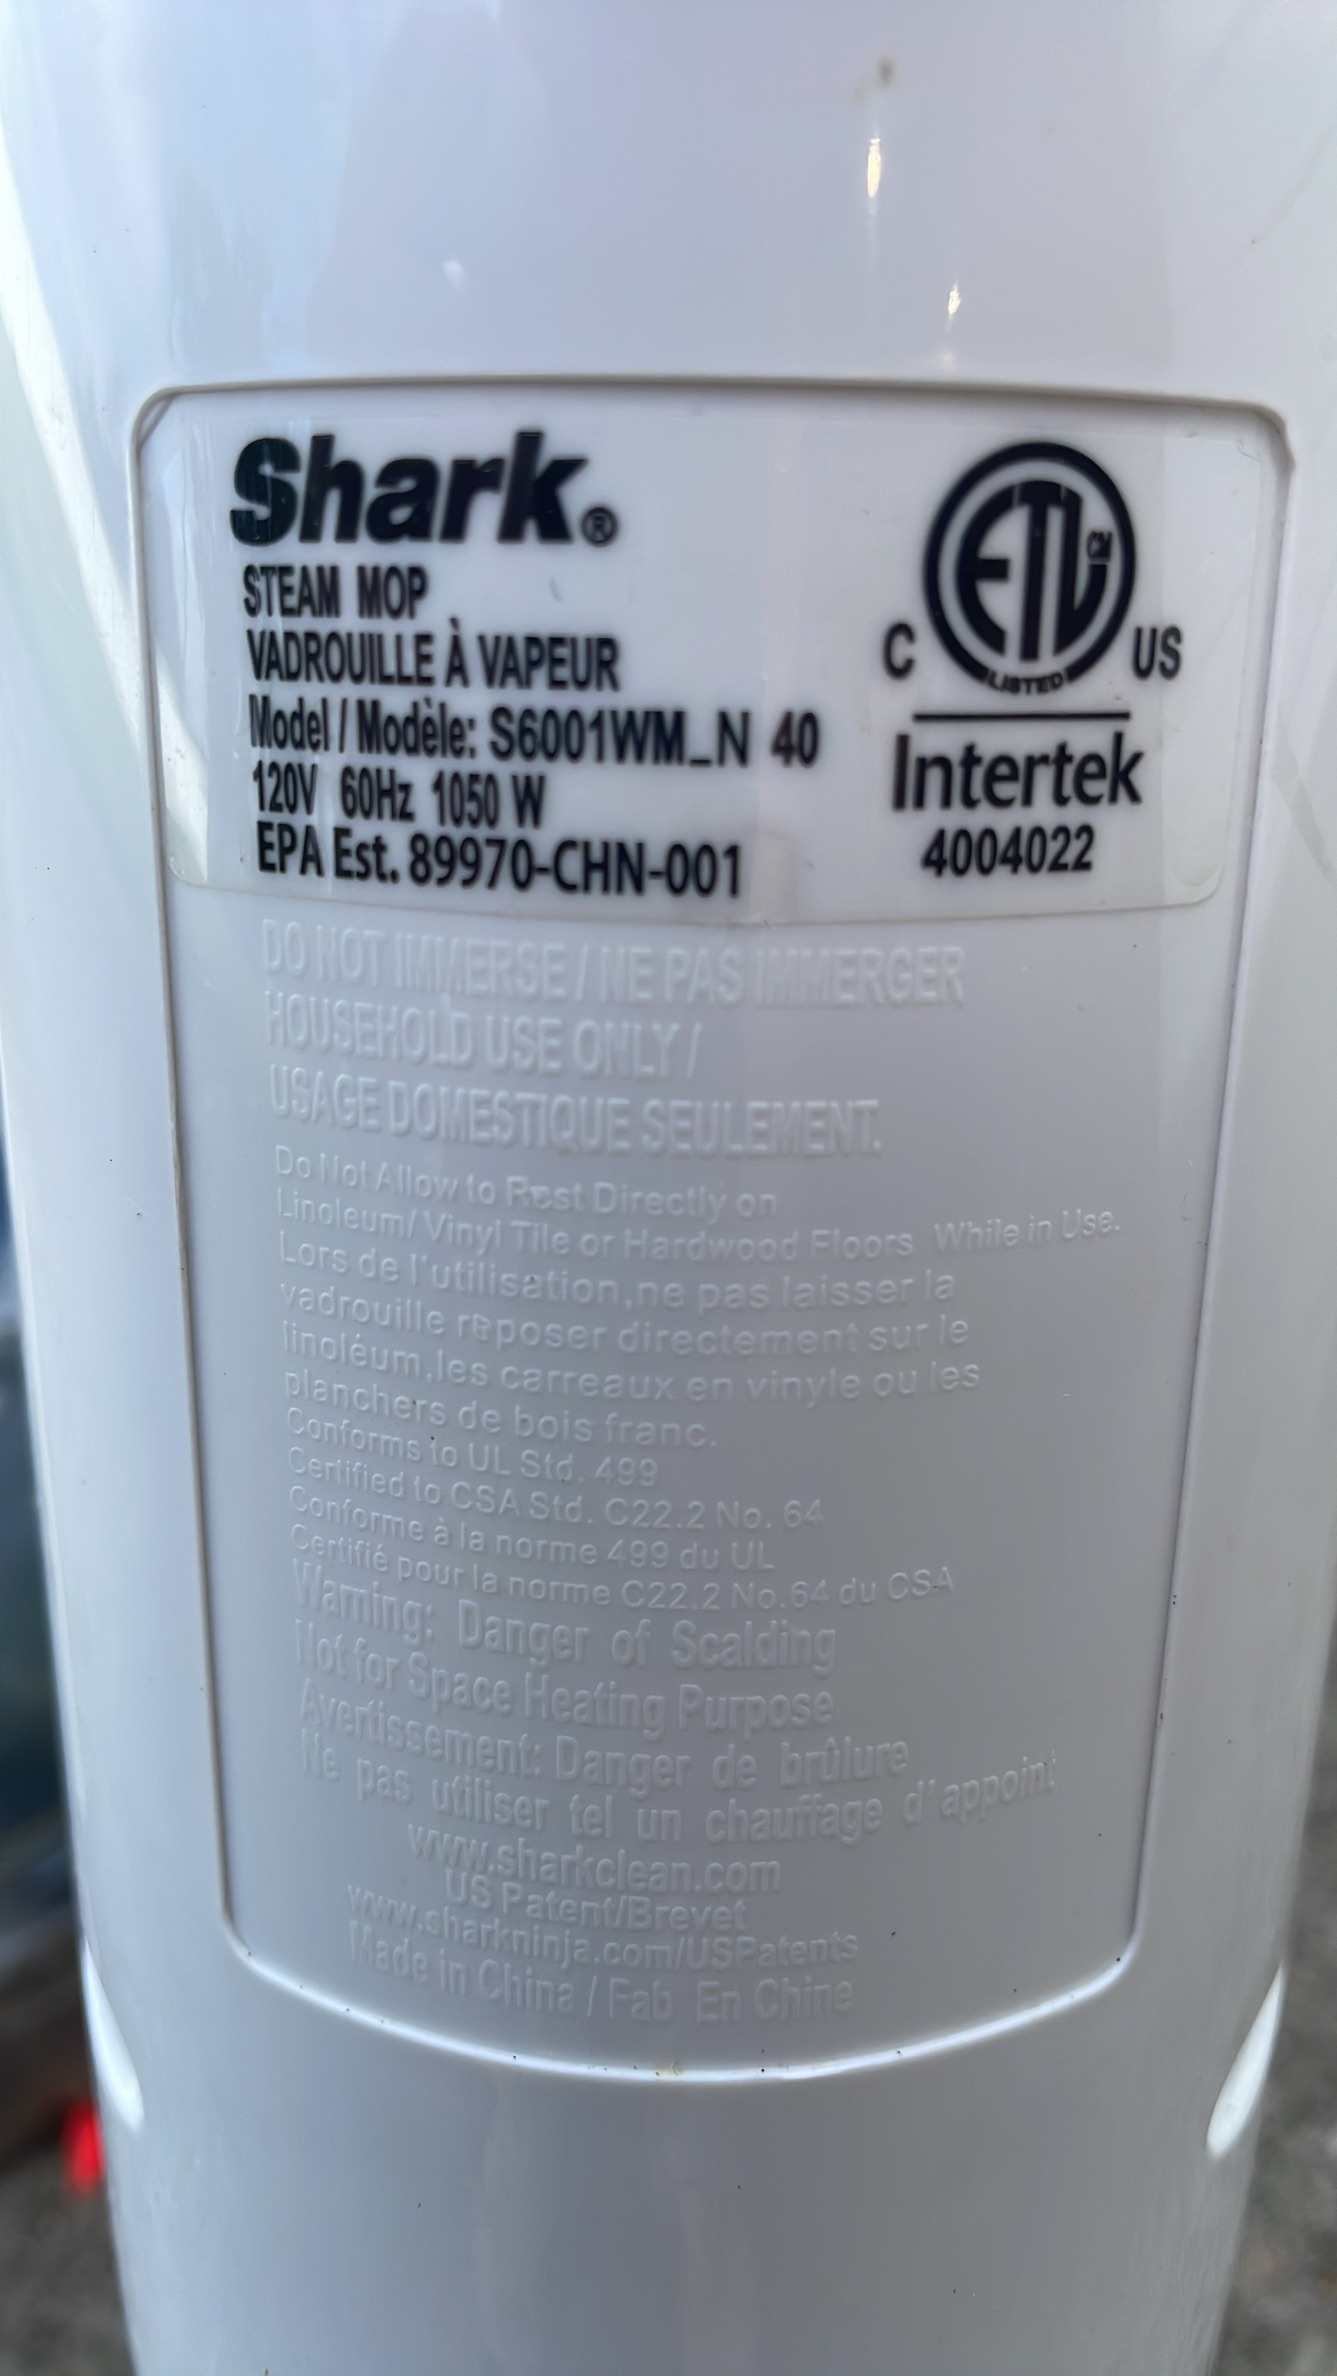 Shark®
STEAM MOP
VADROUILLE À VAPEUR
Model / Modèle: S6001WM_N 40
120V 60Hz 1050 W
EPA Est. 89970-CHN-001
ETL CM
LISTED
C US
Intertek
4004022
DO NOT IMMERSE / NE PAS IMMERGER
HOUSEHOLD USE ONLY /
USAGE DOMESTIQUE SEULEMENT.
Do Not Allow to Rest Directly on
Linoleum/ Vinyl Tile or Hardwood Floors While in Use.
Lors de l'utilisation,ne pas laisser la
vadrouille reposer directement sur le
linoléum,les carreaux en vinyle ou les
planchers de bois franc.
Conforms to UL Std. 499
Certified to CSA Std. C22.2 No. 64
Conforme à la norme 499 du UL
Certifié pour la norme C22.2 No.64 du CSA
Warning: Danger of Scalding
Not for Space Heating Purpose
Avertissement: Danger de brûlure
Ne pas utiliser tel un chauffage d'appoint
www.sharkclean.com
US Patent/Brevet
www.sharkninja.com/USPatents
Made in China / Fab En Chine